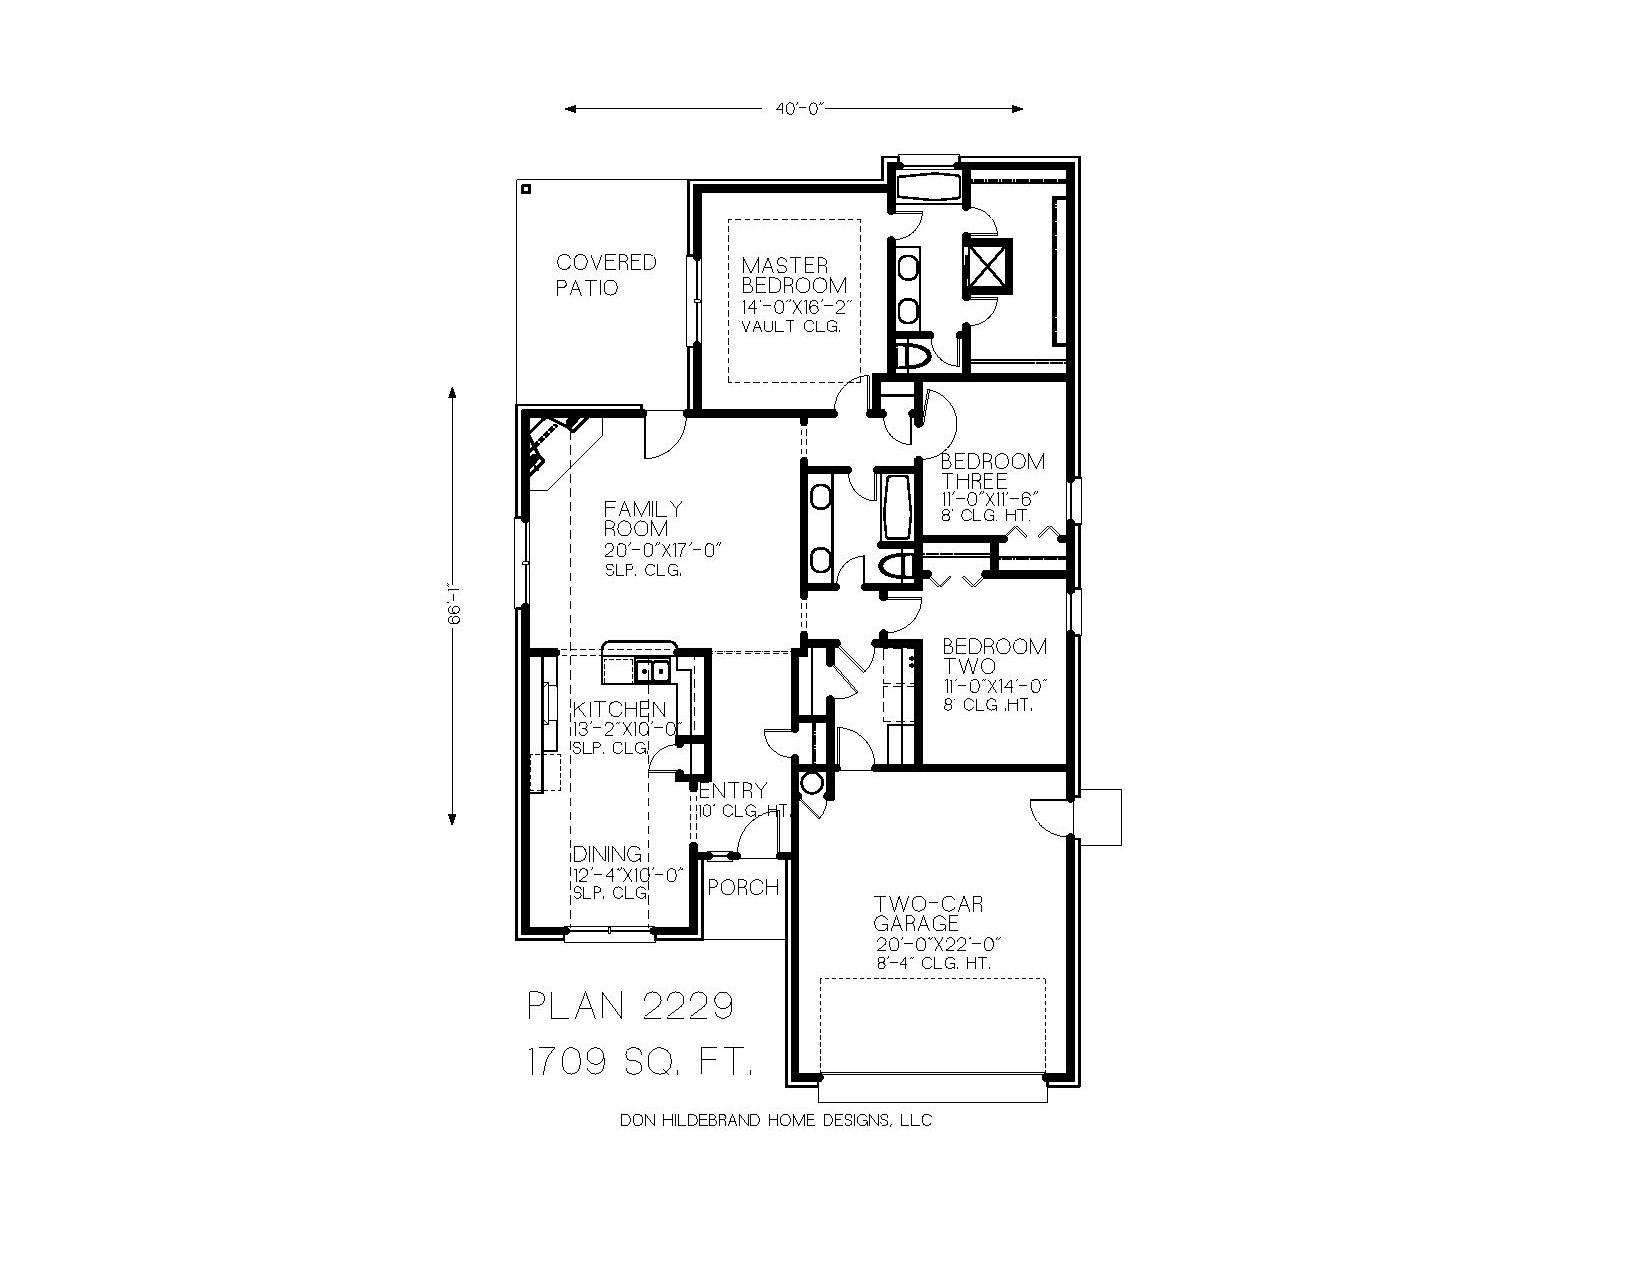 40'-0"
COVERED
PATIO
MASTER
BEDROOM
14'-0"X16'-2"
VAULT CLG.
BEDROOM
THREE
11'-0"X11'-6"
8' CLG. HT.
FAMILY
ROOM
20'-0"X17'-0"
SLP. CLG.
66'-1"
BEDROOM
TWO
11'-0"X14'-0"
8' CLG .HT.
KITCHEN
13'-2"X10'-0"
SLP. CLG.
ENTRY
10' CLG. HT.
DINING
12'-4"X10'-0"
SLP. CLG.
PORCH
TWO-CAR
GARAGE
20'-0"X22'-0"
8'-4" CLG. HT.
PLAN 2229
1709 SQ. FT.
DON HILDEBRAND HOME DESIGNS, LLC